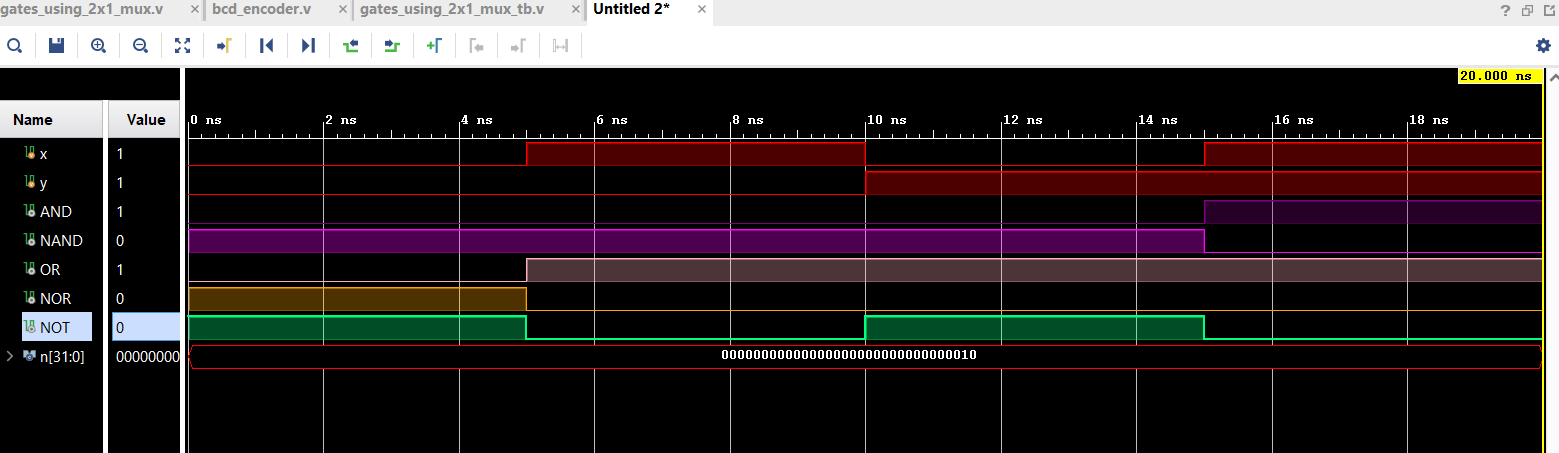 gates_using_2x1_mux.v × bcd_encoder.v × gates_using_2x1_mux_tb.v × Untitled 2* ×
20.000 ns
Name Value
0 ns 2 ns 4 ns 6 ns 8 ns 10 ns 12 ns 14 ns 16 ns 18 ns
x 1
y 1
AND 1
NAND 0
OR 1
NOR 0
NOT 0
n[31:0] 00000000 00000000000000000000000000000010